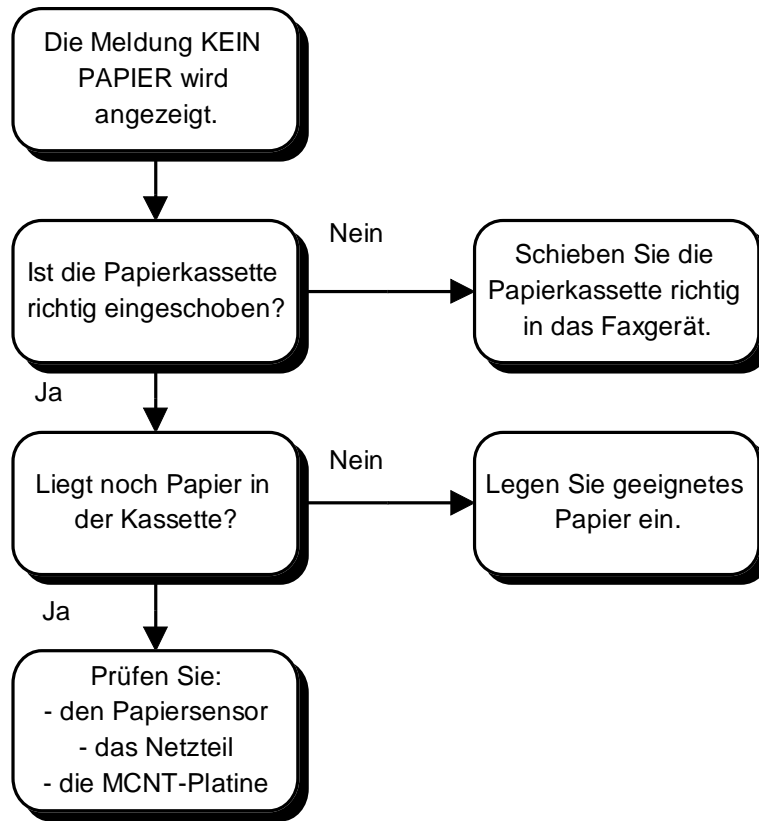 Die Meldung KEIN
PAPIER wird
angezeigt.
Ist die Papierkassette
richtig eingeschoben?
Nein
Schieben Sie die
Papierkassette richtig
in das Faxgerät.
Ja
Liegt noch Papier in
der Kassette?
Nein
Legen Sie geeignetes
Papier ein.
Ja
Prüfen Sie:
- den Papiersensor
- das Netzteil
- die MCNT-Platine